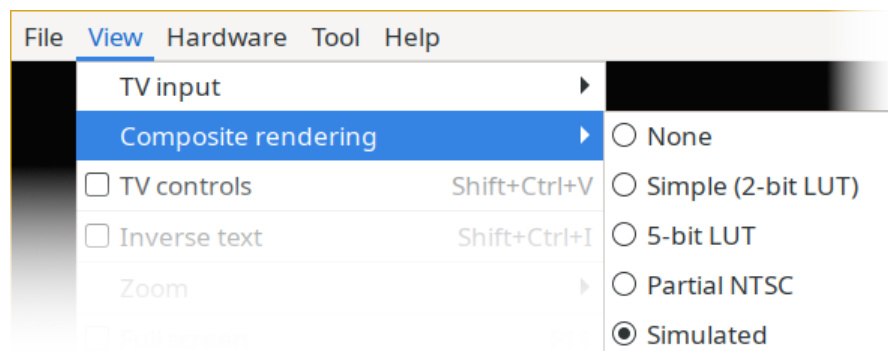 File View Hardware Tool Help
TV input
Composite rendering
None
TV controls Shift+Ctrl+V
Simple (2-bit LUT)
Inverse text Shift+Ctrl+I
5-bit LUT
Zoom
Partial NTSC
Simulated